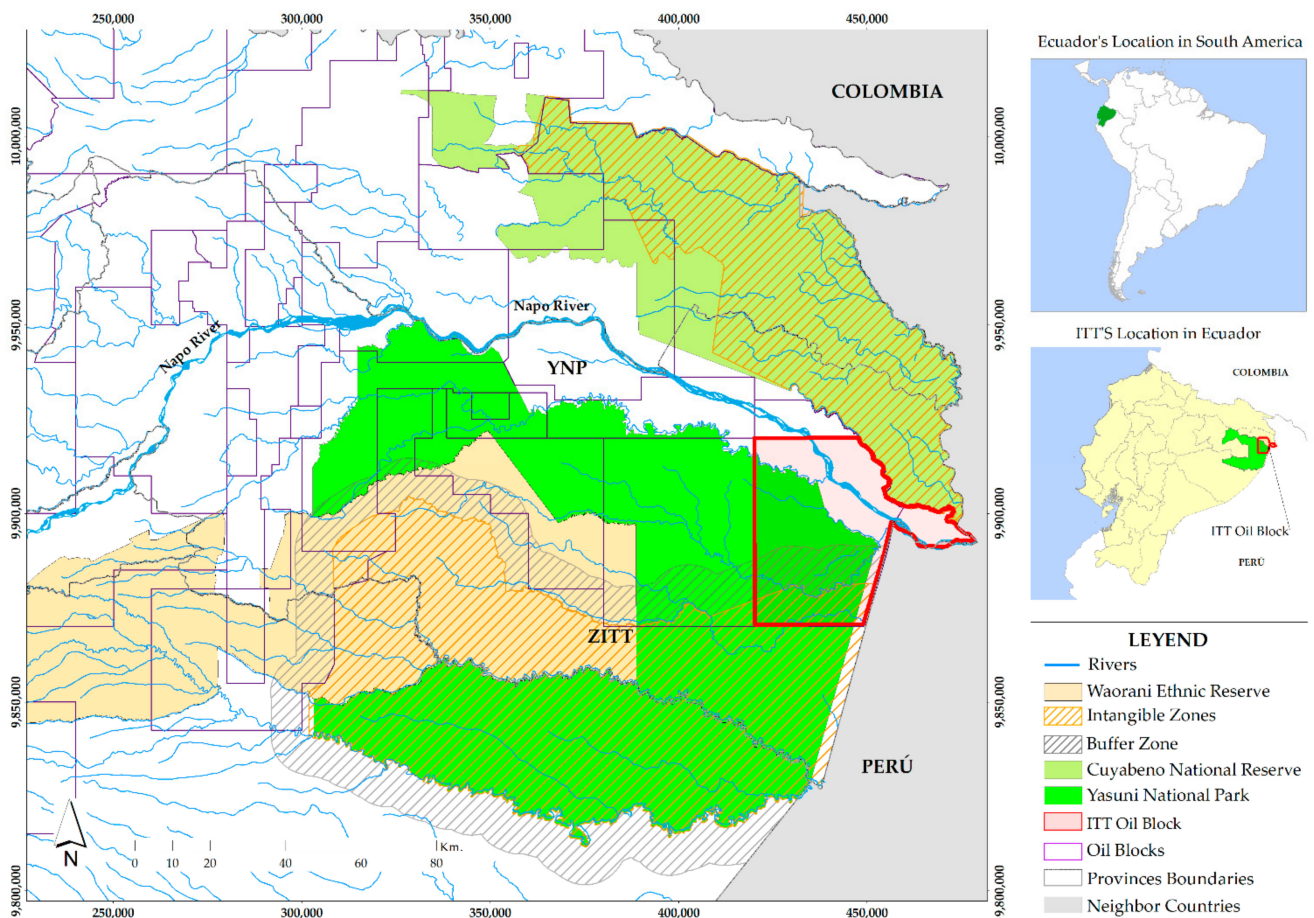 250,000 300,000 350,000 400,000 450,000
COLOMBIA
10,000,000
10,000,000
9,950,000
9,950,000
9,900,000
9,900,000
9,850,000
9,850,000
9,800,000
9,800,000
Napo River
Napo River
YNP
ZITT
PERÚ
N
Km.
0 10 20 40 60 80
250,000 300,000 350,000 400,000 450,000
Ecuador's Location in South America
ITT'S Location in Ecuador
COLOMBIA
ITT Oil Block
PERÚ
LEYEND
Rivers
Waorani Ethnic Reserve
Intangible Zones
Buffer Zone
Cuyabeno National Reserve
Yasuni National Park
ITT Oil Block
Oil Blocks
Provinces Boundaries
Neighbor Countries